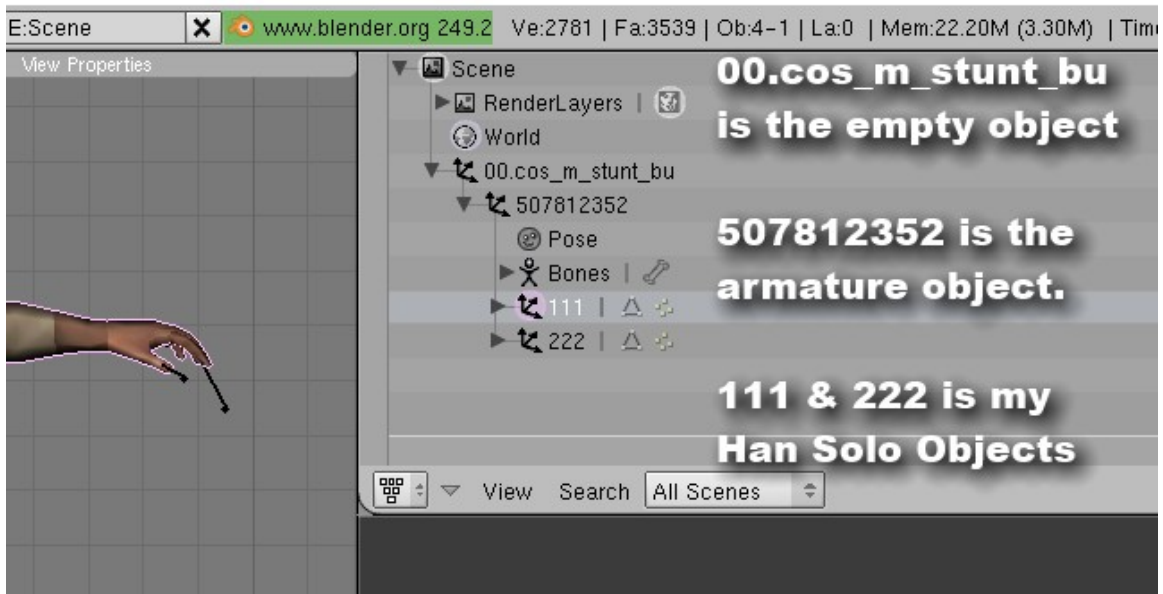 E:Scene
www.blender.org 249.2
Ve:2781 | Fa:3539 | Ob:4-1 | La:0 | Mem:22.20M (3.30M) | Tim
View Properties
Scene
RenderLayers |
World
00.cos_m_stunt_bu
507812352
Pose
Bones |
111 |
222 |
00.cos_m_stunt_bu
is the empty object
507812352 is the
armature object.
111 & 222 is my
Han Solo Objects
View Search All Scenes